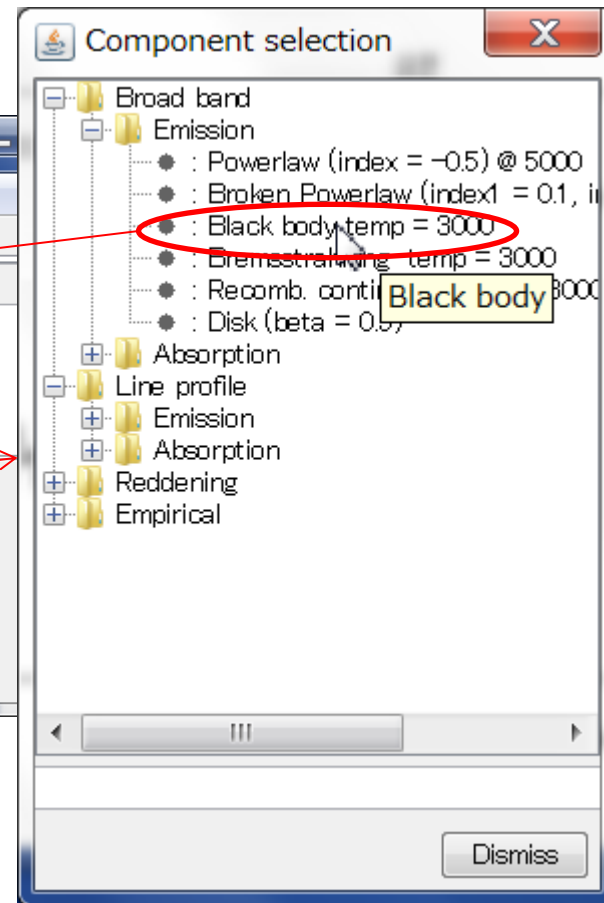 Component selection
Broad band
Emission
: Powerlaw (index = -0.5) @ 5000
: Broken Powerlaw (index1 = 0.1, i
: Black body temp = 3000
: Bremsstrahlung temp = 3000
: Recomb. conti
: Disk (beta = 0.5)
Black body
Absorption
Line profile
Emission
Absorption
Reddening
Empirical
Dismiss